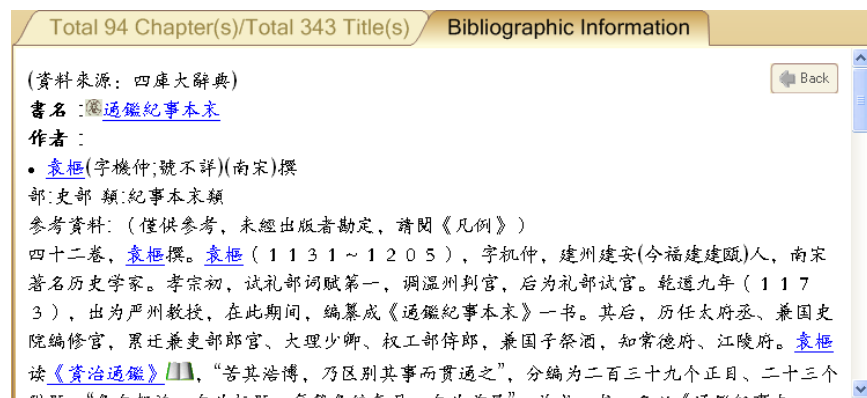 Total 94 Chapter(s)/Total 343 Title(s) Bibliographic Information
Back
(資料來源：四庫大辭典)
書名：通鑑紀事本末
作者：
• 袁樞(字機仲;號不詳)(南宋)撰
部:史部 類:紀事本末類
參考資料：（僅供參考，未經出版者勘定，請閱《凡例》）
四十二卷，袁樞撰。袁樞（１１３１~１２０５），字机仲，建州建安(今福建建甌)人，南宋
著名历史学家。孝宗初，试礼部词赋第一，调温州判官，后为礼部试官。乾道九年（１１７
３），出为严州教授，在此期间，编纂成《通鑑纪事本末》一书。其后，历任太府丞、兼国史
院编修官，累迁兼吏部郎官、大理少卿、权工部侍郎，兼国子祭酒，知常德府、江陵府。袁樞
读《資治通鑑》，“苦其浩博，乃区别其事而贯通之”，分编为二百三十九个正目、二十三个